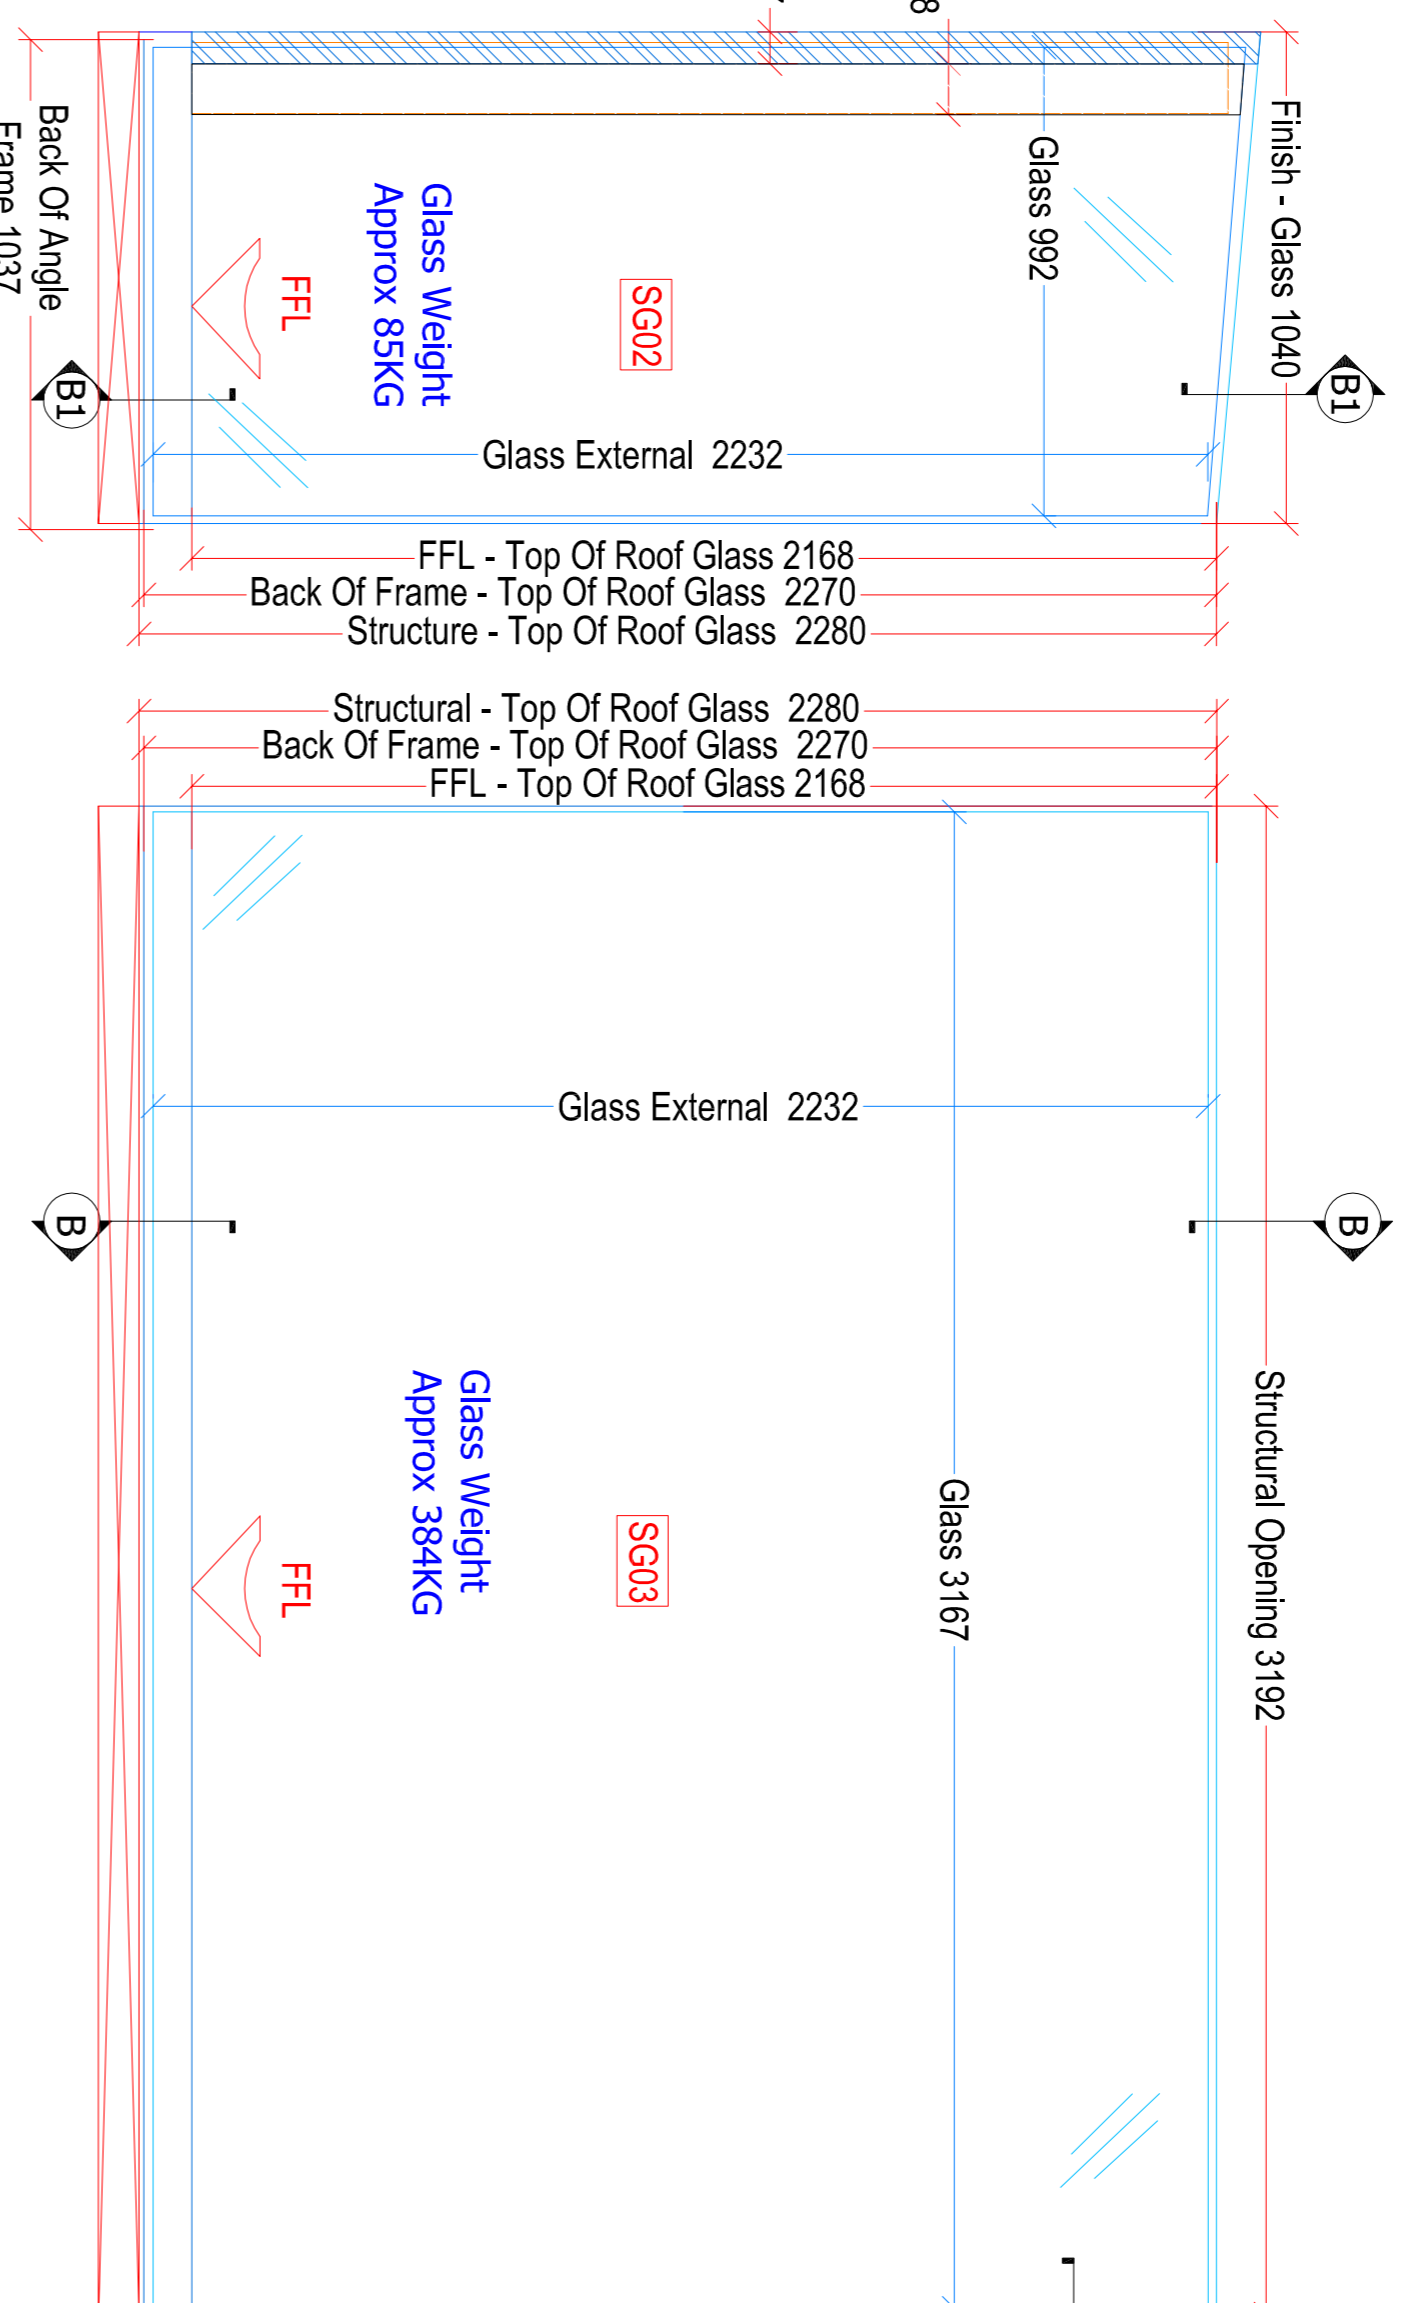 8
Finish - Glass 1040
Glass 992
Back Of Angle
Frame 1037
Glass Weight
Approx 85KG
SG02
FFL
B1
B1
Glass External 2232
FFL - Top Of Roof Glass 2168
Back Of Frame - Top Of Roof Glass 2270
Structure - Top Of Roof Glass 2280
Structural - Top Of Roof Glass 2280
Back Of Frame - Top Of Roof Glass 2270
FFL - Top Of Roof Glass 2168
Glass External 2232
B
B
Structural Opening 3192
Glass 3167
Glass Weight
Approx 384KG
SG03
FFL